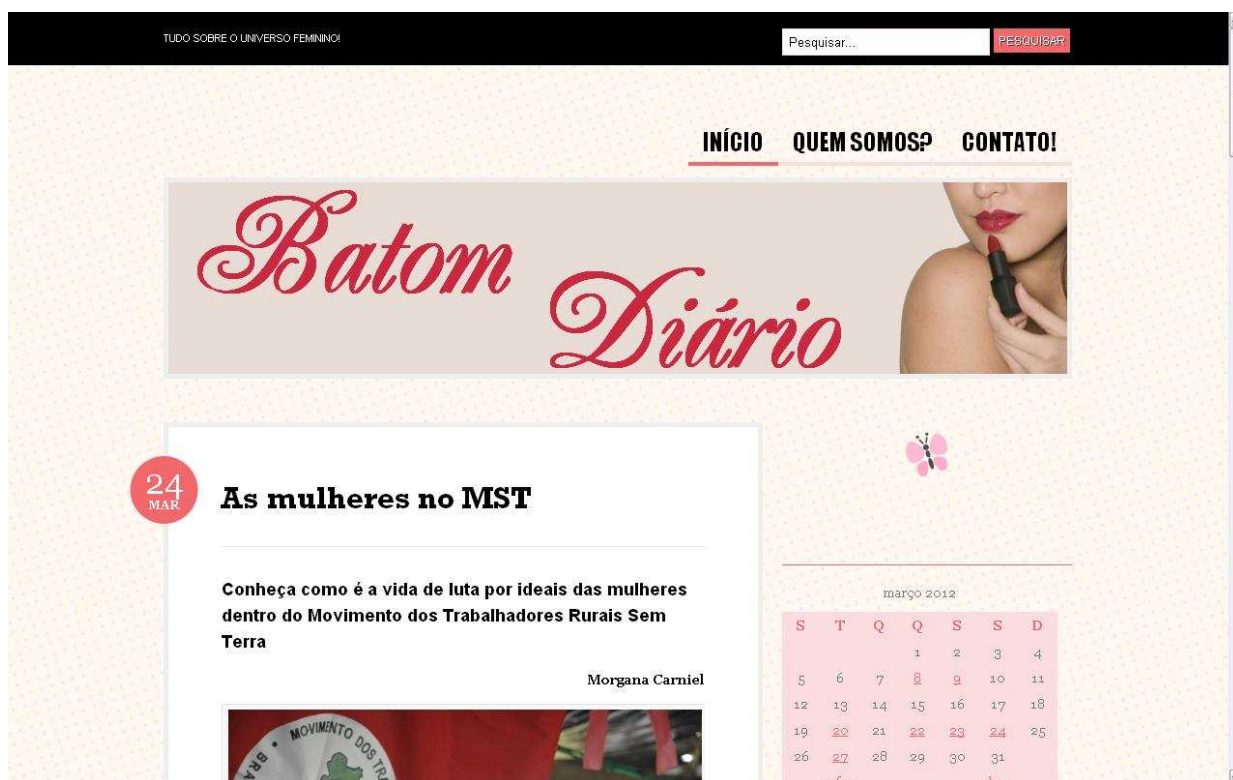 TUDO SOBRE O UNIVERSO FEMININO!
Pesquisar...
PESQUISAR
INÍCIO QUEM SOMOS? CONTATO!
Batom
Diário
24
MAR
As mulheres no MST
Conheça como é a vida de luta por ideais das mulheres
dentro do Movimento dos Trabalhadores Rurais Sem
Terra
Morgana Carniel
MOVIMENTO DOS TRA
BRA
março 2012
S T Q Q S S D
1 2 3 4
5 6 7 8 9 10 11
12 13 14 15 16 17 18
19 20 21 22 23 24 25
26 27 28 29 30 31